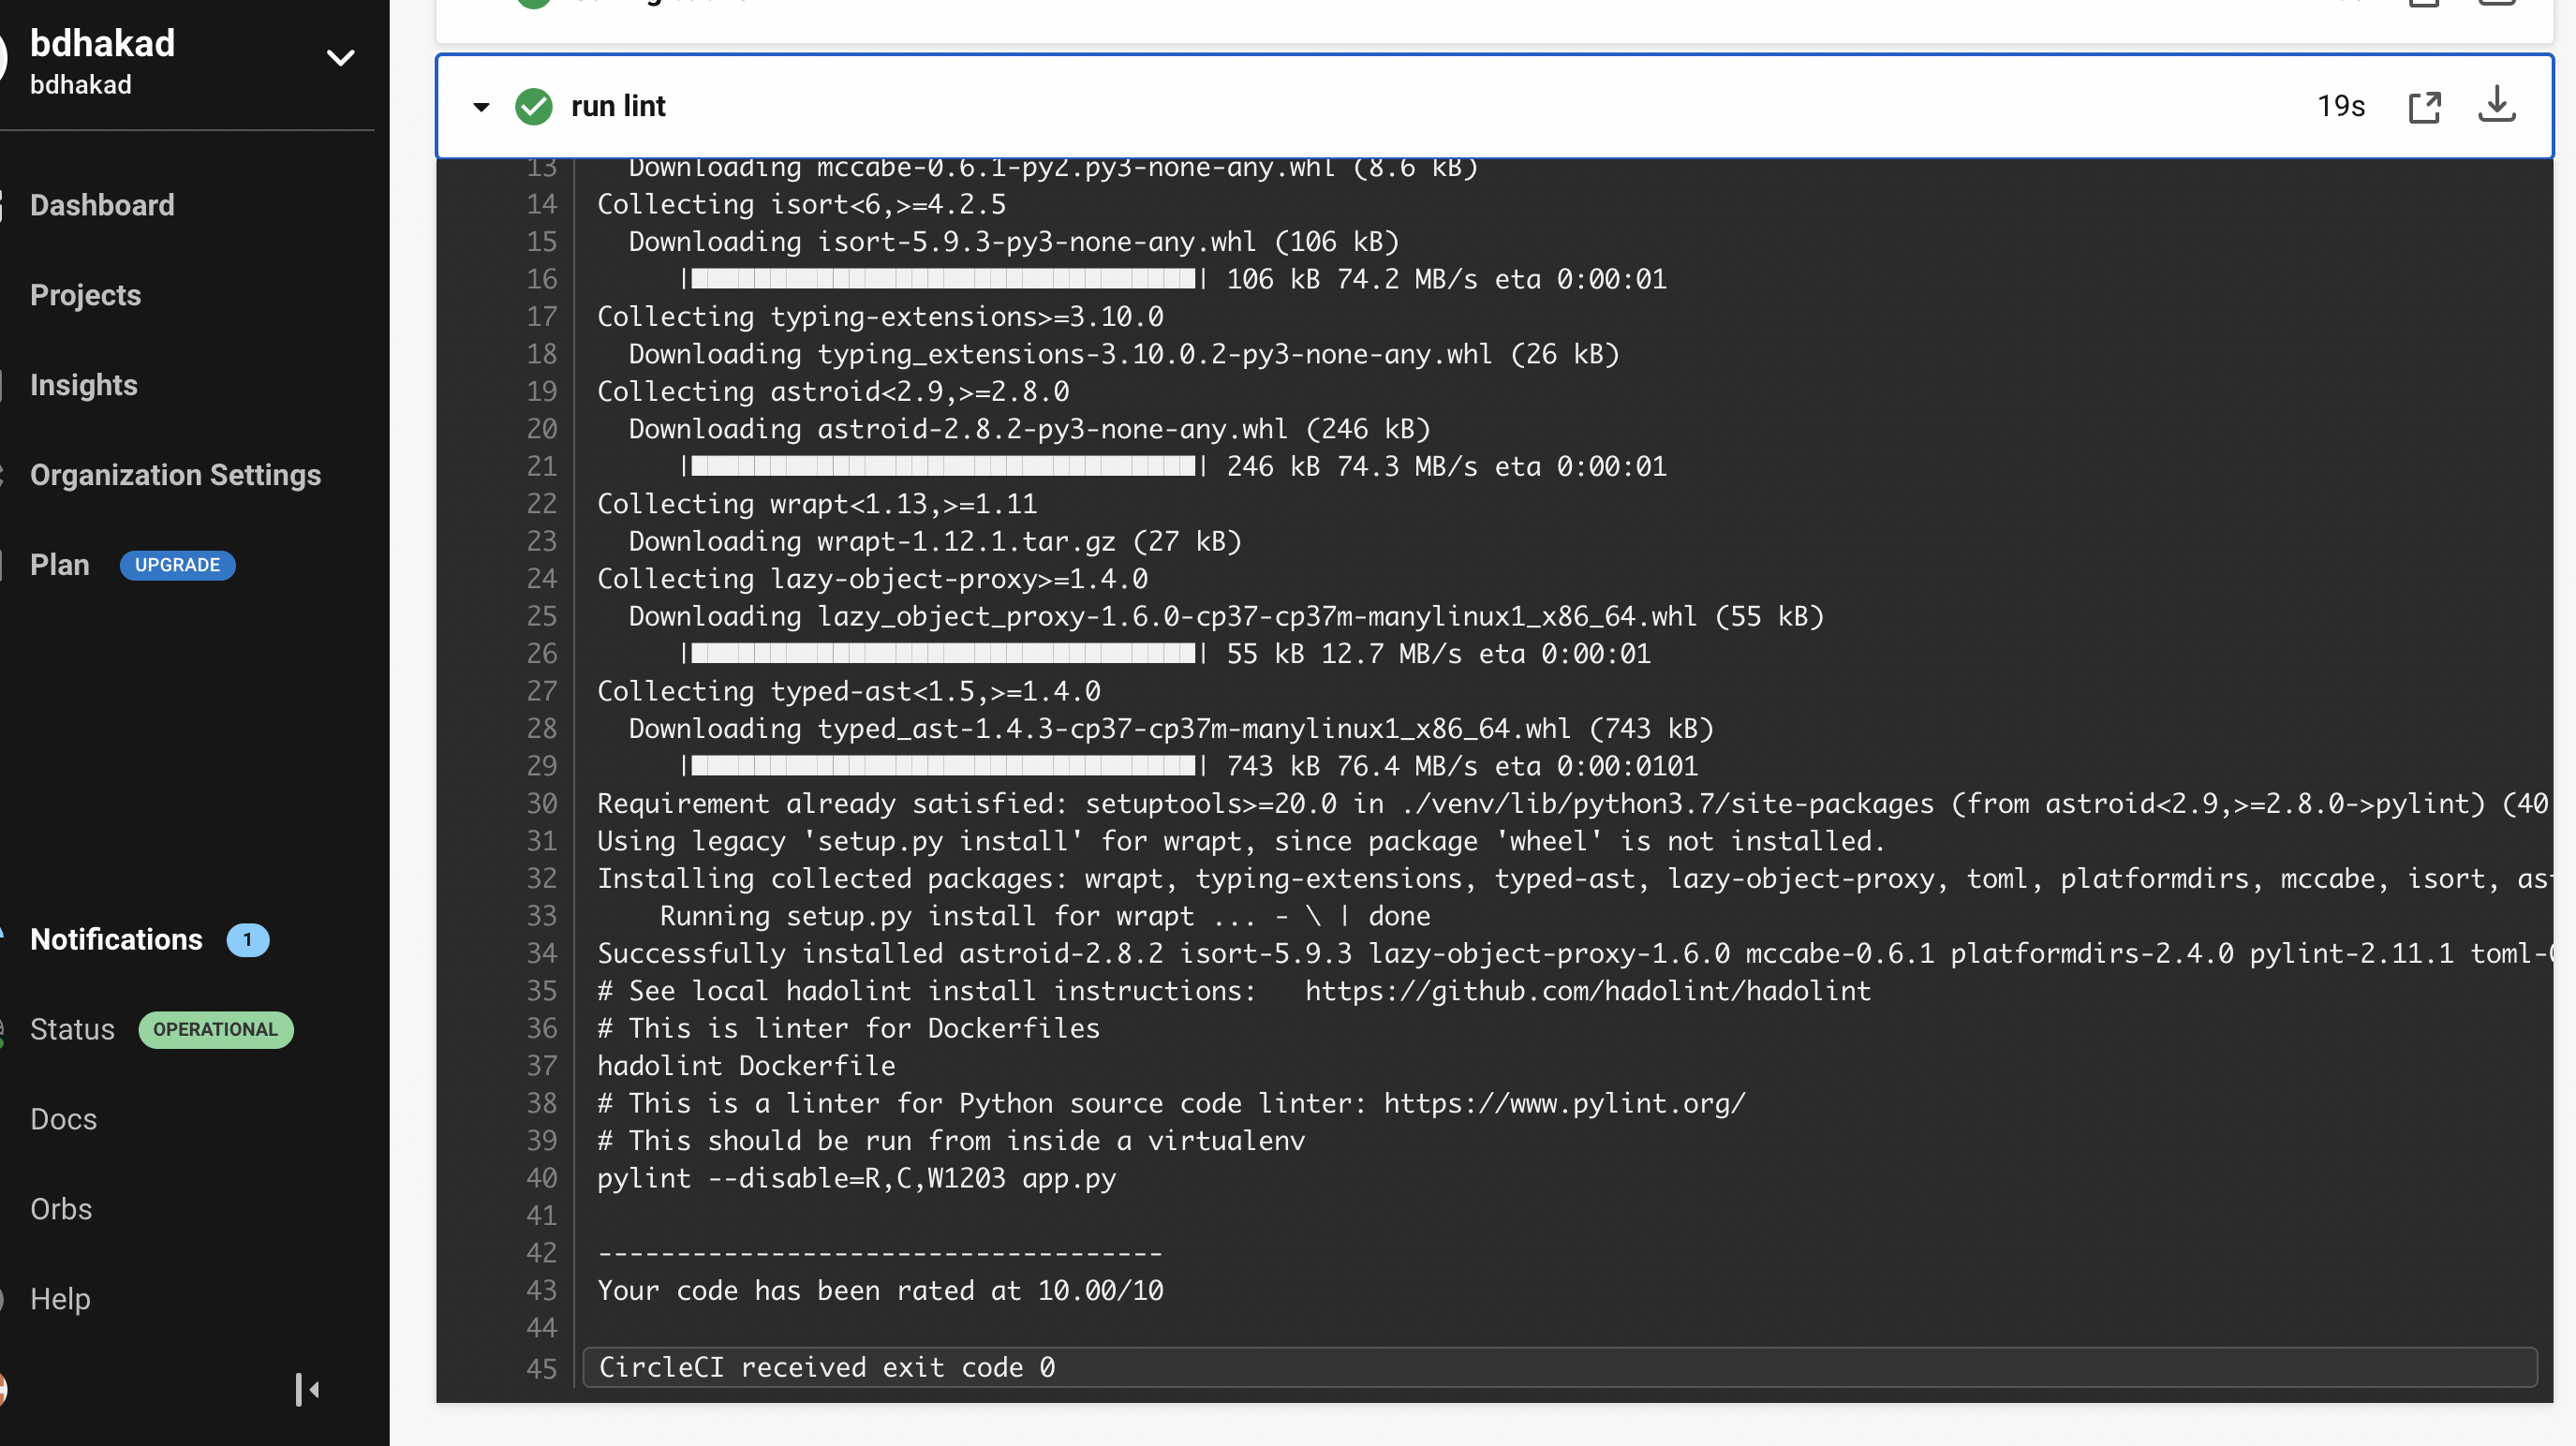 bdhakad
bdhakad
Dashboard
Projects
Insights
Organization Settings
Plan UPGRADE
Notifications 1
Status OPERATIONAL
Docs
Orbs
Help
run lint 19s
13 Downloading mccabe-0.6.1-py2.py3-none-any.whl (8.6 kB)
14 Collecting isort<6,>=4.2.5
15 Downloading isort-5.9.3-py3-none-any.whl (106 kB)
16 |████████████████████████████████| 106 kB 74.2 MB/s eta 0:00:01
17 Collecting typing-extensions>=3.10.0
18 Downloading typing_extensions-3.10.0.2-py3-none-any.whl (26 kB)
19 Collecting astroid<2.9,>=2.8.0
20 Downloading astroid-2.8.2-py3-none-any.whl (246 kB)
21 |████████████████████████████████| 246 kB 74.3 MB/s eta 0:00:01
22 Collecting wrapt<1.13,>=1.11
23 Downloading wrapt-1.12.1.tar.gz (27 kB)
24 Collecting lazy-object-proxy>=1.4.0
25 Downloading lazy_object_proxy-1.6.0-cp37-cp37m-manylinux1_x86_64.whl (55 kB)
26 |████████████████████████████████| 55 kB 12.7 MB/s eta 0:00:01
27 Collecting typed-ast<1.5,>=1.4.0
28 Downloading typed_ast-1.4.3-cp37-cp37m-manylinux1_x86_64.whl (743 kB)
29 |████████████████████████████████| 743 kB 76.4 MB/s eta 0:00:0101
30 Requirement already satisfied: setuptools>=20.0 in ./venv/lib/python3.7/site-packages (from astroid<2.9,>=2.8.0->pylint) (40
31 Using legacy 'setup.py install' for wrapt, since package 'wheel' is not installed.
32 Installing collected packages: wrapt, typing-extensions, typed-ast, lazy-object-proxy, toml, platformdirs, mccabe, isort,
33 Running setup.py install for wrapt ... - \ | done
34 Successfully installed astroid-2.8.2 isort-5.9.3 lazy-object-proxy-1.6.0 mccabe-0.6.1 platformdirs-2.4.0 pylint-2.11.1 toml-
35 # See local hadolint install instructions:   https://github.com/hadolint/hadolint
36 # This is linter for Dockerfiles
37 hadolint Dockerfile
38 # This is a linter for Python source code linter: https://www.pylint.org/
39 # This should be run from inside a virtualenv
40 pylint --disable=R,C,W1203 app.py
41
42 ------------------------------------
43 Your code has been rated at 10.00/10
44
45 CircleCI received exit code 0